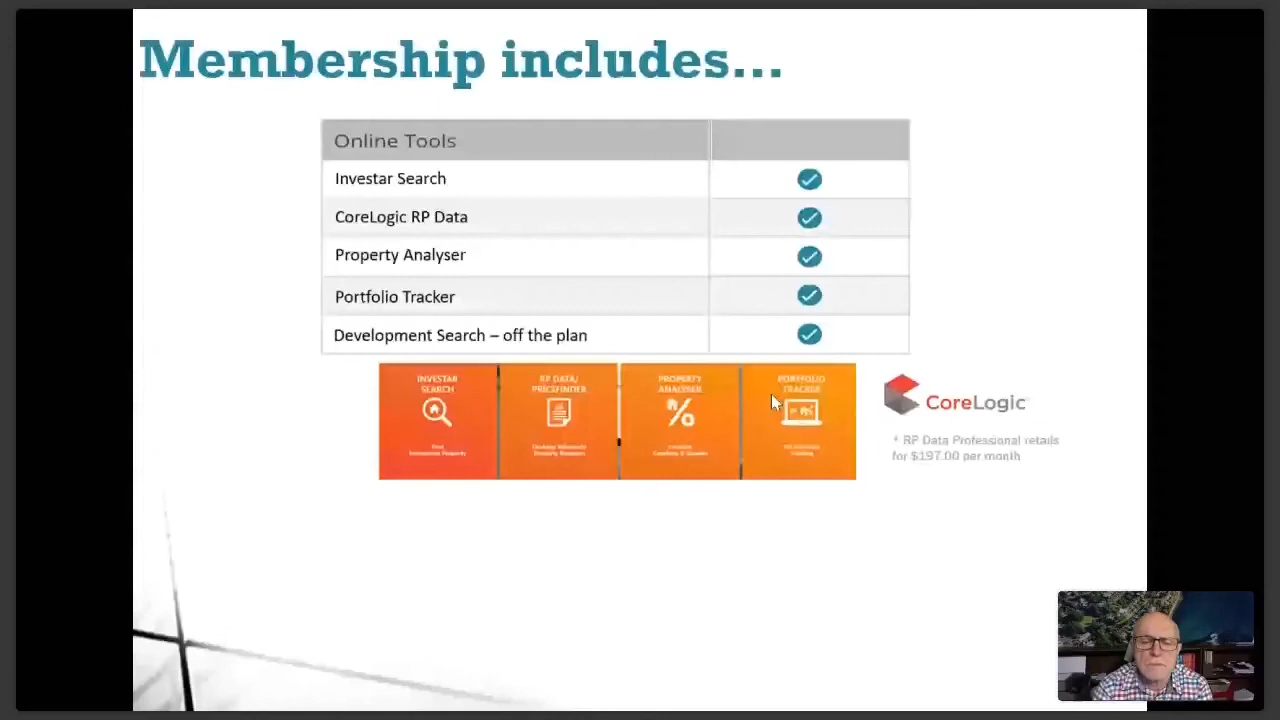 Membership includes...
Online Tools
Investar Search
CoreLogic RP Data
Property Analyser
Portfolio Tracker
Development Search – off the plan
INVESTAR
SEARCH
RP DATA/
PRICEFINDER
PROPERTY
ANALYSER
PORTFOLIO
TRACKER
CoreLogic
* RP Data Professional retails
for $197.00 per month